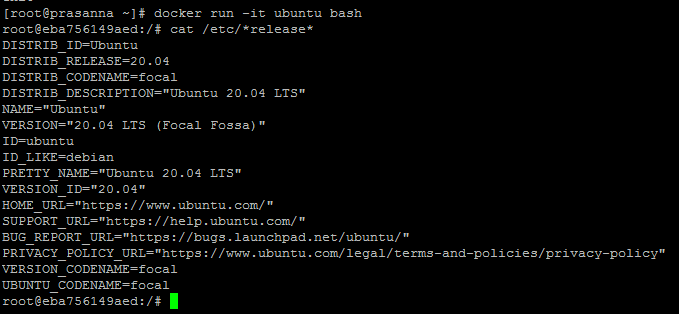 [root@prasanna ~]# docker run -it ubuntu bash
root@eba756149aed:/# cat /etc/*release*
DISTRIB_ID=Ubuntu
DISTRIB_RELEASE=20.04
DISTRIB_CODENAME=focal
DISTRIB_DESCRIPTION="Ubuntu 20.04 LTS"
NAME="Ubuntu"
VERSION="20.04 LTS (Focal Fossa)"
ID=ubuntu
ID_LIKE=debian
PRETTY_NAME="Ubuntu 20.04 LTS"
VERSION_ID="20.04"
HOME_URL="https://www.ubuntu.com/"
SUPPORT_URL="https://help.ubuntu.com/"
BUG_REPORT_URL="https://bugs.launchpad.net/ubuntu/"
PRIVACY_POLICY_URL="https://www.ubuntu.com/legal/terms-and-policies/privacy-policy"
VERSION_CODENAME=focal
UBUNTU_CODENAME=focal
root@eba756149aed:/#